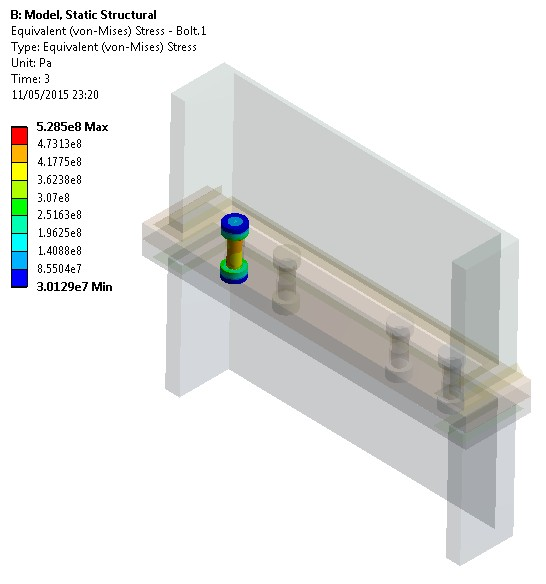 B: Model, Static Structural
Equivalent (von-Mises) Stress - Bolt.1
Type: Equivalent (von-Mises) Stress
Unit: Pa
Time: 3
11/05/2015 23:20
5.285e8 Max
4.7313e8
4.1775e8
3.6238e8
3.07e8
2.5163e8
1.9625e8
1.4088e8
8.5504e7
3.0129e7 Min